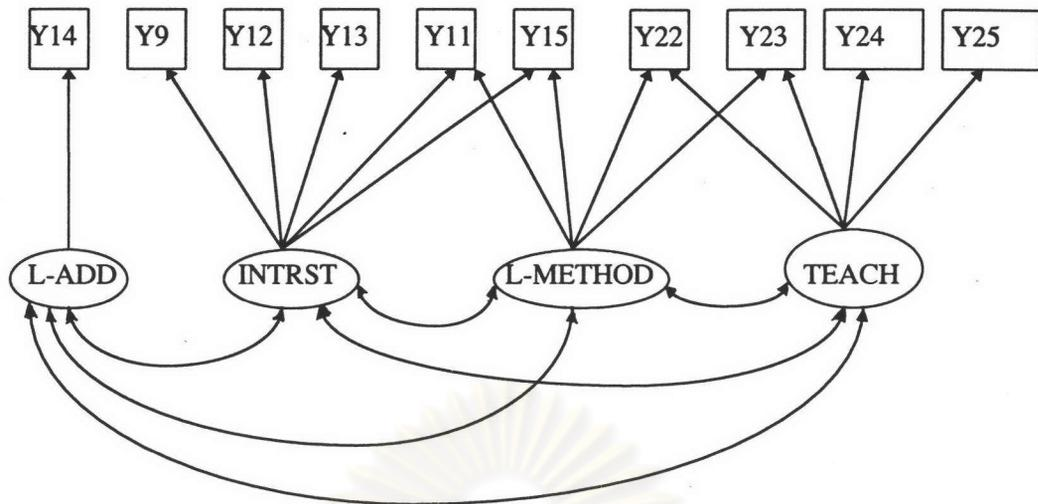 Y14 Y9 Y12 Y13 Y11 Y15 Y22 Y23 Y24 Y25
L-ADD INTRST L-METHOD TEACH